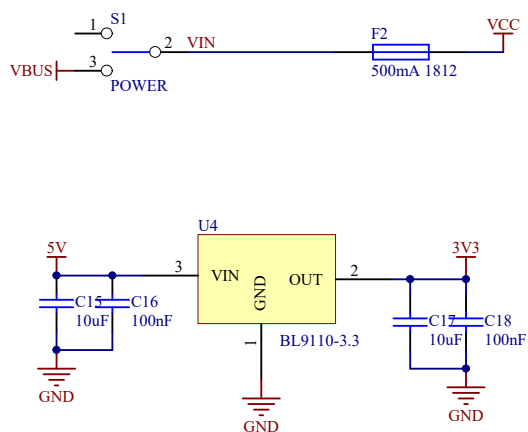 S1
1
2
VIN
F2
VCC
VBUS
3
POWER
500mA 1812
U4
5V
3
VIN
GND
OUT
2
3V3
C15
10uF
C16
100nF
1
BL9110-3.3
C17
10uF
C18
100nF
GND
GND
GND